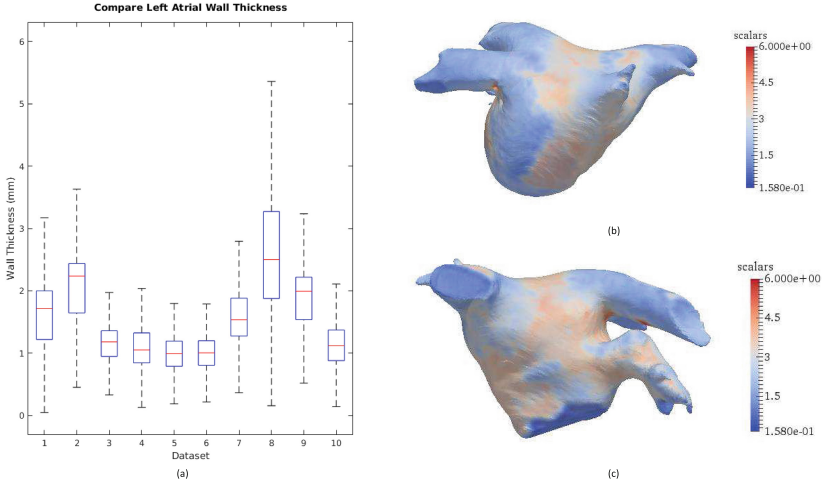 Compare Left Atrial Wall Thickness
6
5
4
3
2
1
0
Wall Thickness (mm)
1 2 3 4 5 6 7 8 9 10
Dataset
(a)
scalars
6.000e+00
4.5
3
1.5
1.580e-01
(b)
scalars
6.000e+00
4.5
3
1.5
1.580e-01
(c)